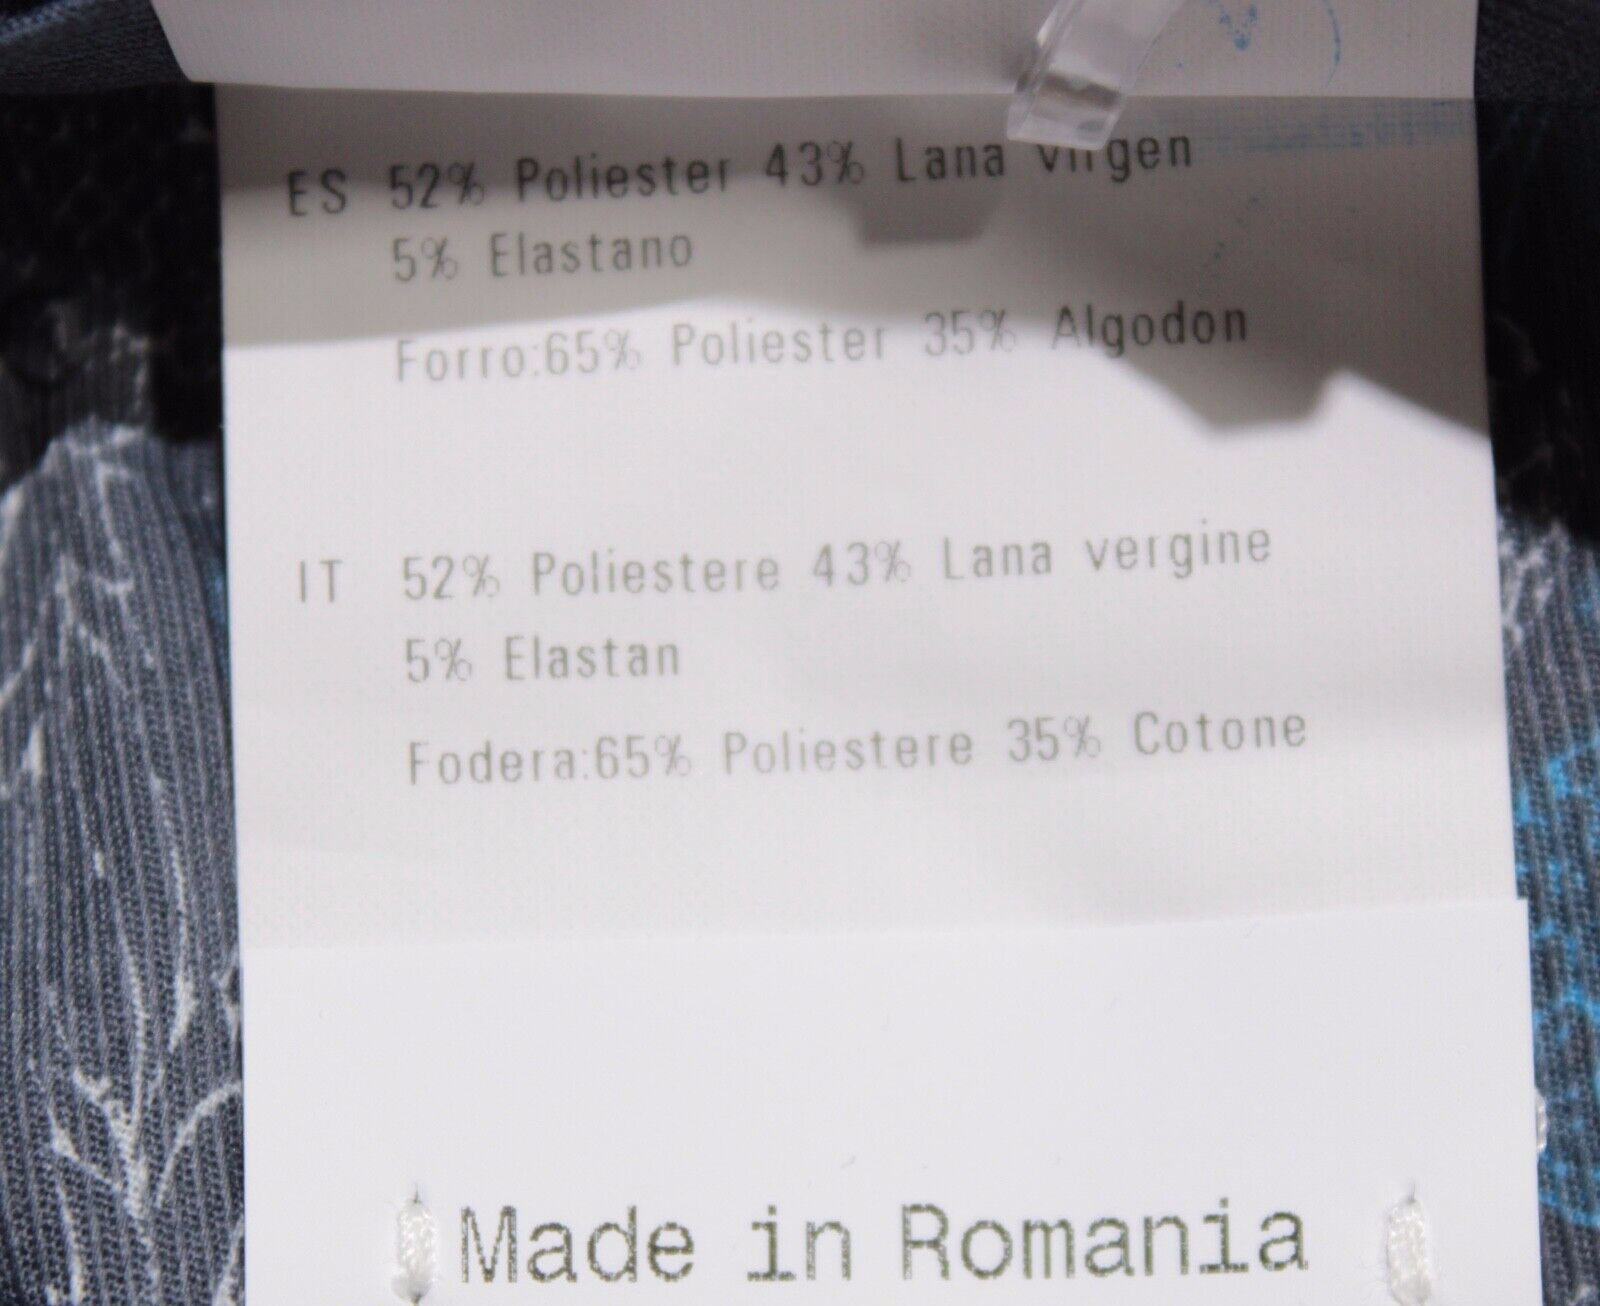 ES 52% Poliester 43% Lana virgen
5% Elastano
Forro:65% Poliester 35% Algodon
IT 52% Poliestere 43% Lana vergine
5% Elastan
Fodera:65% Poliestere 35% Cotone
Made in Romania